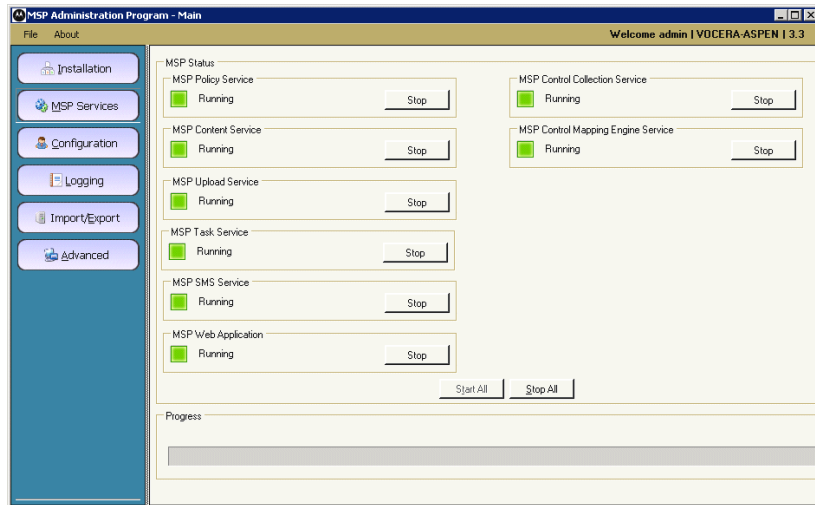 MSP Administration Program - Main
File About
Welcome admin | VOCERA-ASPEN | 3.3
Installation
MSP Services
Configuration
Logging
Import/Export
Advanced
MSP Status
MSP Policy Service
Running
Stop
MSP Content Service
Running
Stop
MSP Upload Service
Running
Stop
MSP Task Service
Running
Stop
MSP SMS Service
Running
Stop
MSP Web Application
Running
Stop
MSP Control Collection Service
Running
Stop
MSP Control Mapping Engine Service
Running
Stop
Start All
Stop All
Progress